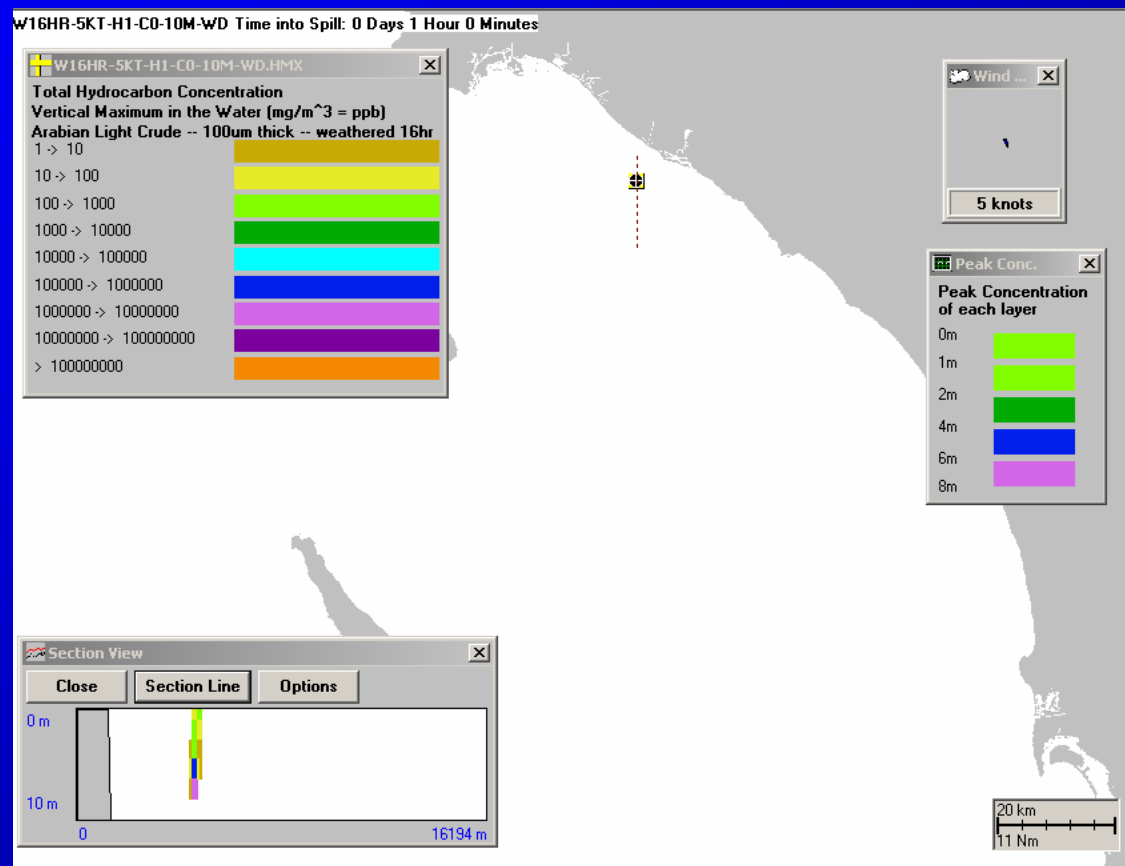 W16HR-5KT-H1-C0-10M-WD Time into Spill: 0 Days 1 Hour 0 Minutes
W16HR-5KT-H1-C0-10M-WD.HMX
Total Hydrocarbon Concentration
Vertical Maximum in the Water (mg/m^3 = ppb)
Arabian Light Crude -- 100um thick -- weathered 16hr
1 -> 10
10 -> 100
100 -> 1000
1000 -> 10000
10000 -> 100000
100000 -> 1000000
1000000 -> 10000000
10000000 -> 100000000
> 100000000
Wind ...
5 knots
Peak Conc.
Peak Concentration
of each layer
0m
1m
2m
4m
6m
8m
Section View
Close Section Line Options
0 m
10 m
0 16194 m
20 km
11 Nm